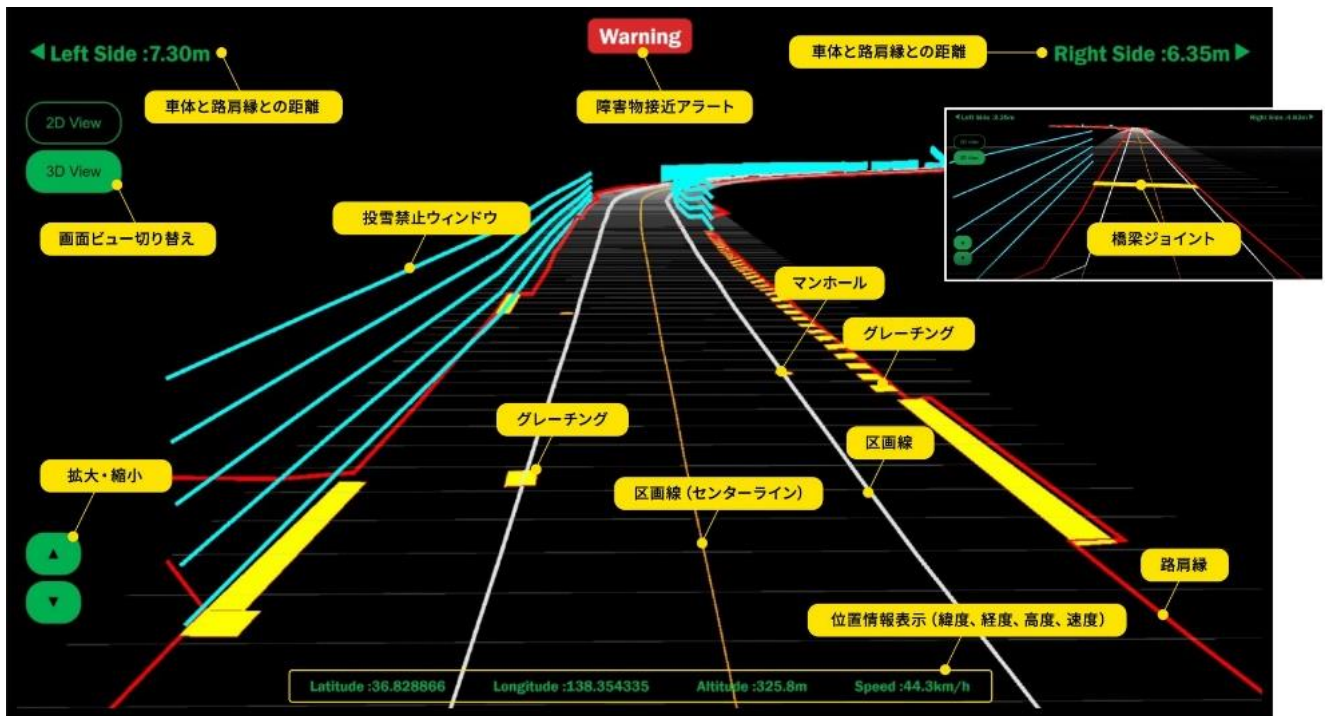 ◀Left Side :7.30m
Warning
車体と路肩縁との距離
Right Side :6.35m▶
車体と路肩縁との距離
障害物接近アラート
2D View
3D View
画面ビュー切り替え
投雪禁止ウィンドウ
橋梁ジョイント
マンホール
グレーチング
グレーチング
区画線
拡大・縮小
区画線(センターライン)
▲
▼
路肩縁
位置情報表示(緯度、経度、高度、速度)
Latitude :36.828866 Longitude :138.354335 Altitude :325.8m Speed :44.3km/h